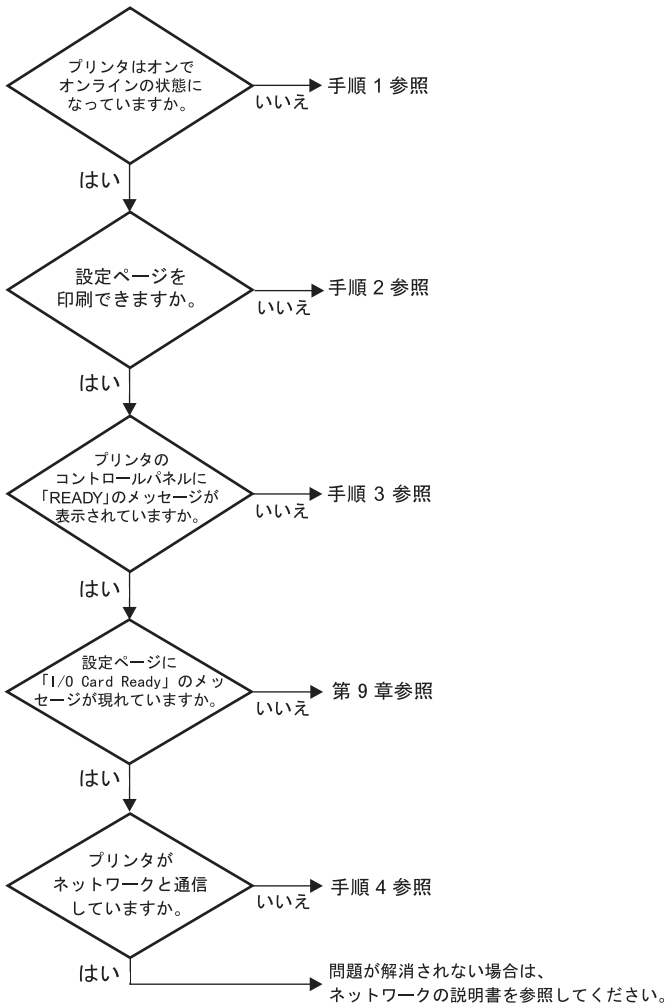 プリンタはオンで
オンラインの状態に
なっていますか。
いいえ
手順 1 参照
はい
設定ページを
印刷できますか。
いいえ
手順 2 参照
はい
プリンタの
コントロールパネルに
「READY」のメッセージが
表示されていますか。
いいえ
手順 3 参照
はい
設定ページに
「I/O Card Ready」のメッ
セージが現れていますか。
いいえ
第 9 章参照
はい
プリンタが
ネットワークと通信
していますか。
いいえ
手順 4 参照
はい
問題が解消されない場合は、
ネットワークの説明書を参照してください。